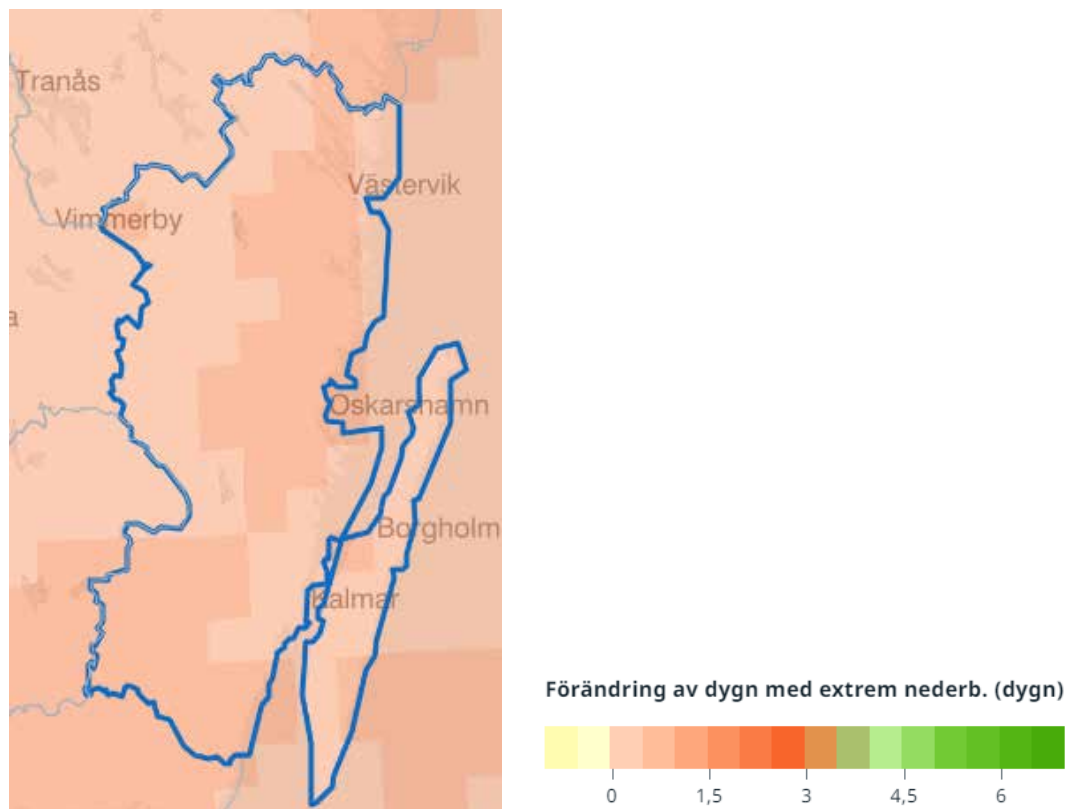 Tranås
Västervik
Vimmerby
a
Oskarshamn
Borgholm
Kalmar
Förändring av dygn med extrem nederb. (dygn)
0 1,5 3 4,5 6